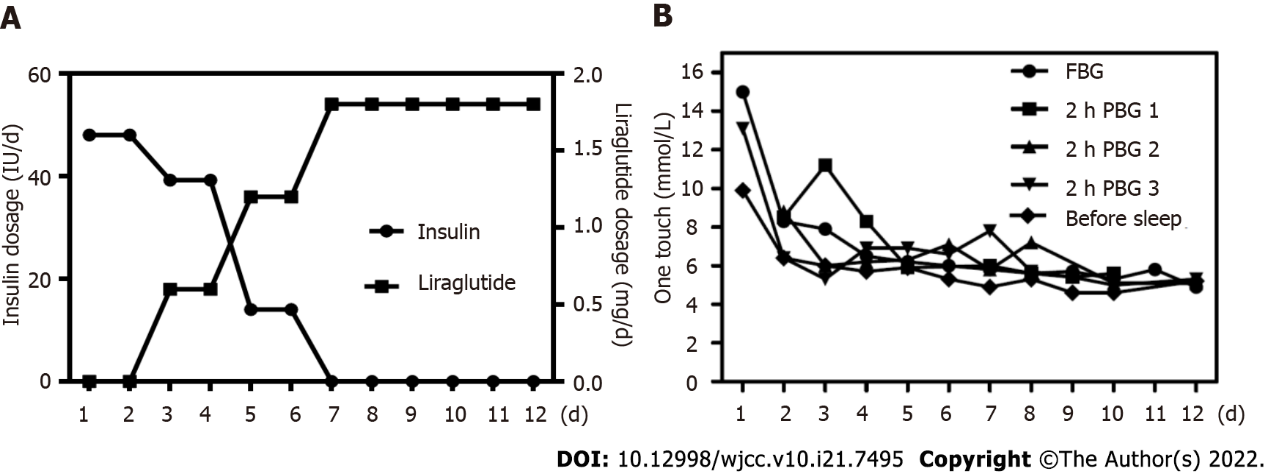 A
B
Insulin dosage (IU/d)
60
40
20
0
2.0
1.5
1.0
0.5
0.0
Liraglutide dosage (mg/d)
Insulin
Liraglutide
1 2 3 4 5 6 7 8 9 10 11 12 (d)
One touch (mmol/L)
16
14
12
10
8
6
4
2
0
FBG
2 h PBG 1
2 h PBG 2
2 h PBG 3
Before sleep
1 2 3 4 5 6 7 8 9 10 11 12 (d)
DOI: 10.12998/wjcc.v10.i21.7495 Copyright ©The Author(s) 2022.